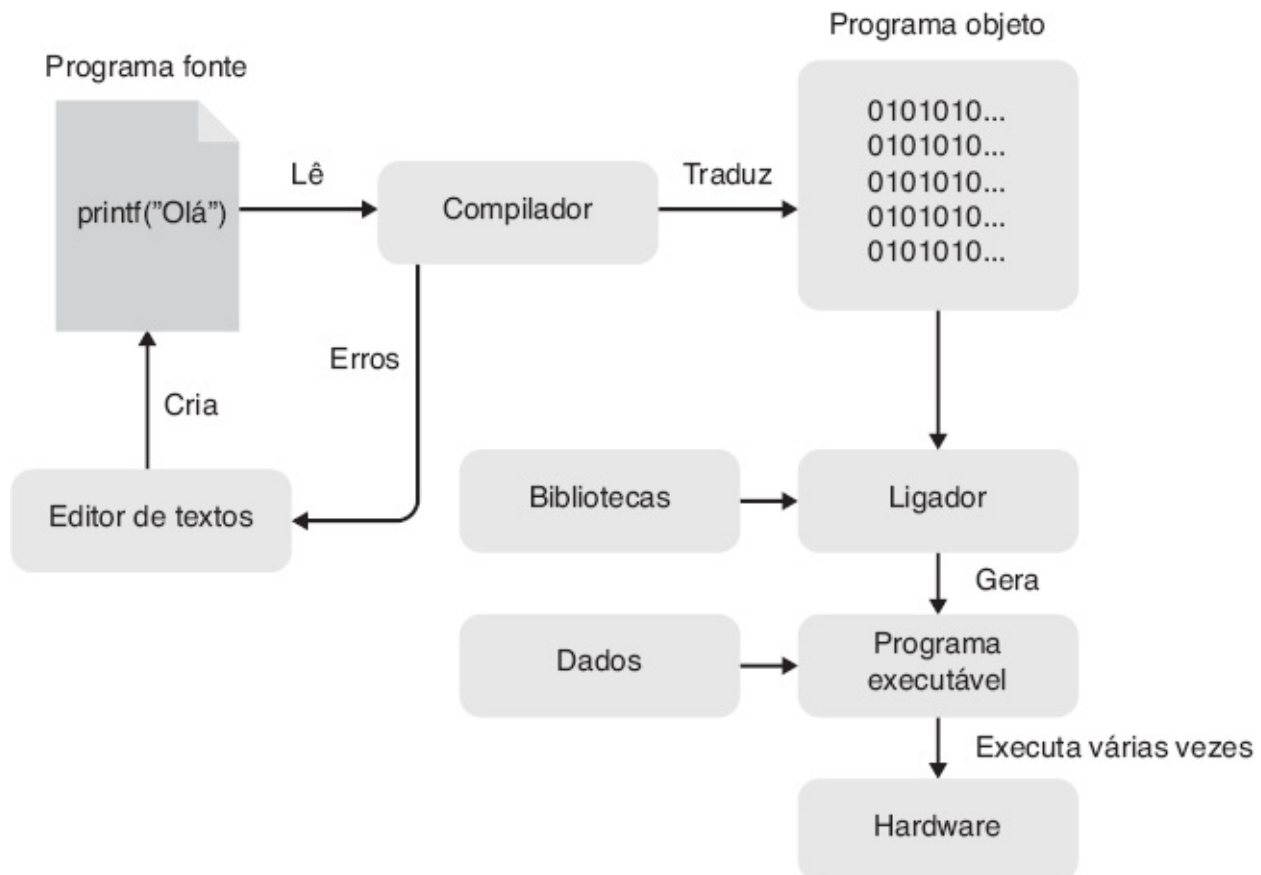 Programa objeto
Programa fonte
0101010...
0101010...
0101010...
0101010...
0101010...
printf(”Olá”)
Lê
Compilador
Traduz
Erros
Cria
Editor de textos
Bibliotecas
Ligador
Gera
Dados
Programa
executável
Executa várias vezes
Hardware